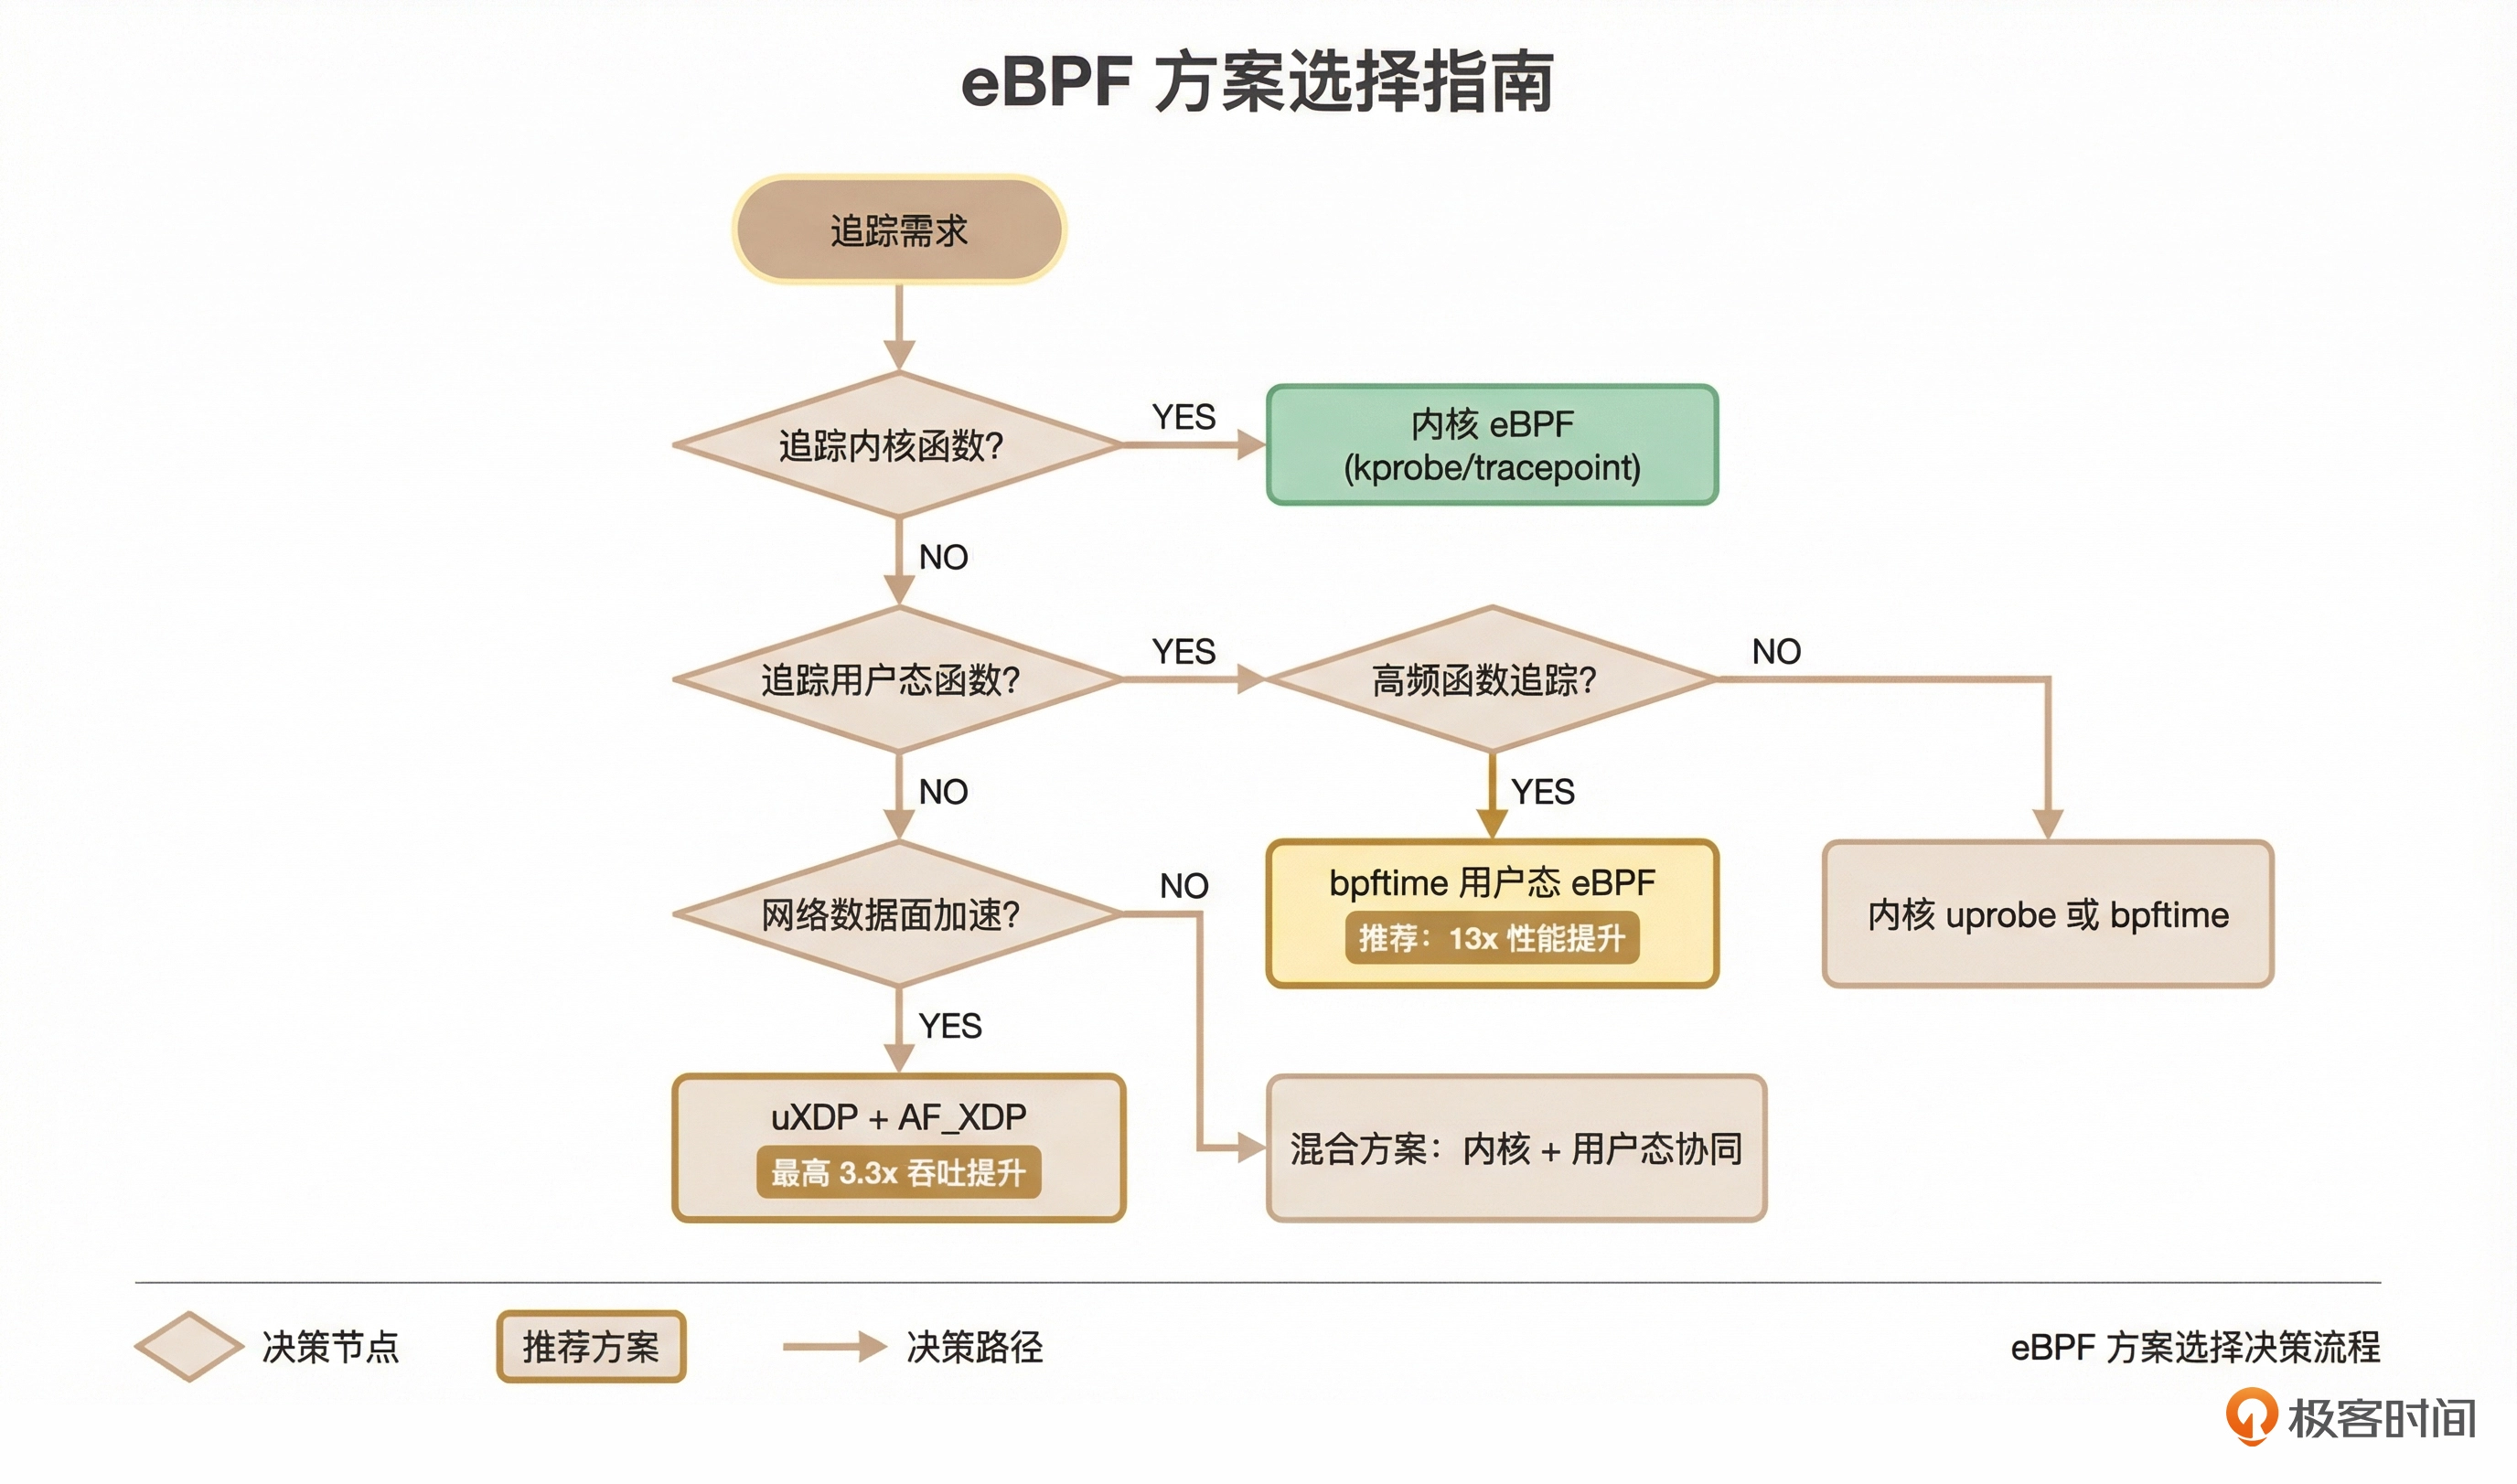 eBPF 方案选择指南
追踪需求
追踪内核函数?
YES
内核 eBPF
(kprobe/tracepoint)
NO
追踪用户态函数?
YES
高频函数追踪?
NO
NO
YES
网络数据面加速?
NO
bpftime 用户态 eBPF
推荐：13x 性能提升
内核 uprobe 或 bpftime
YES
uXDP + AF_XDP
最高 3.3x 吞吐提升
混合方案：内核 + 用户态协同
决策节点
推荐方案
决策路径
eBPF 方案选择决策流程
极客时间